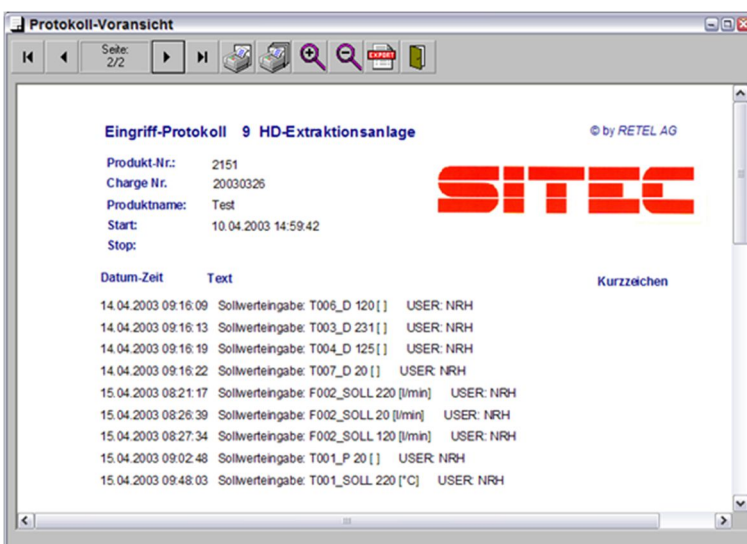 Protokoll-Voransicht
Seite:
2/2
EXPORT
Eingriff-Protokoll 9 HD-Extraktionsanlage
© by RETEL AG
Produkt-Nr.: 2151
Charge Nr. 20030326
Produktname: Test
Start: 10.04.2003 14:59:42
Stop:
SITEC
Datum-Zeit Text Kurzzeichen
14.04.2003 09:16:09 Sollwerteingabe: T006_D 120 [ ] USER: NRH
14.04.2003 09:16:13 Sollwerteingabe: T003_D 231 [ ] USER: NRH
14.04.2003 09:16:19 Sollwerteingabe: T004_D 125 [ ] USER: NRH
14.04.2003 09:16:22 Sollwerteingabe: T007_D 20 [ ] USER: NRH
15.04.2003 08:21:17 Sollwerteingabe: F002_SOLL 220 [l/min] USER: NRH
15.04.2003 08:26:39 Sollwerteingabe: F002_SOLL 20 [l/min] USER: NRH
15.04.2003 08:27:34 Sollwerteingabe: F002_SOLL 120 [l/min] USER: NRH
15.04.2003 09:02:48 Sollwerteingabe: T001_P 20 [ ] USER: NRH
15.04.2003 09:48:03 Sollwerteingabe: T001_SOLL 220 [°C] USER: NRH